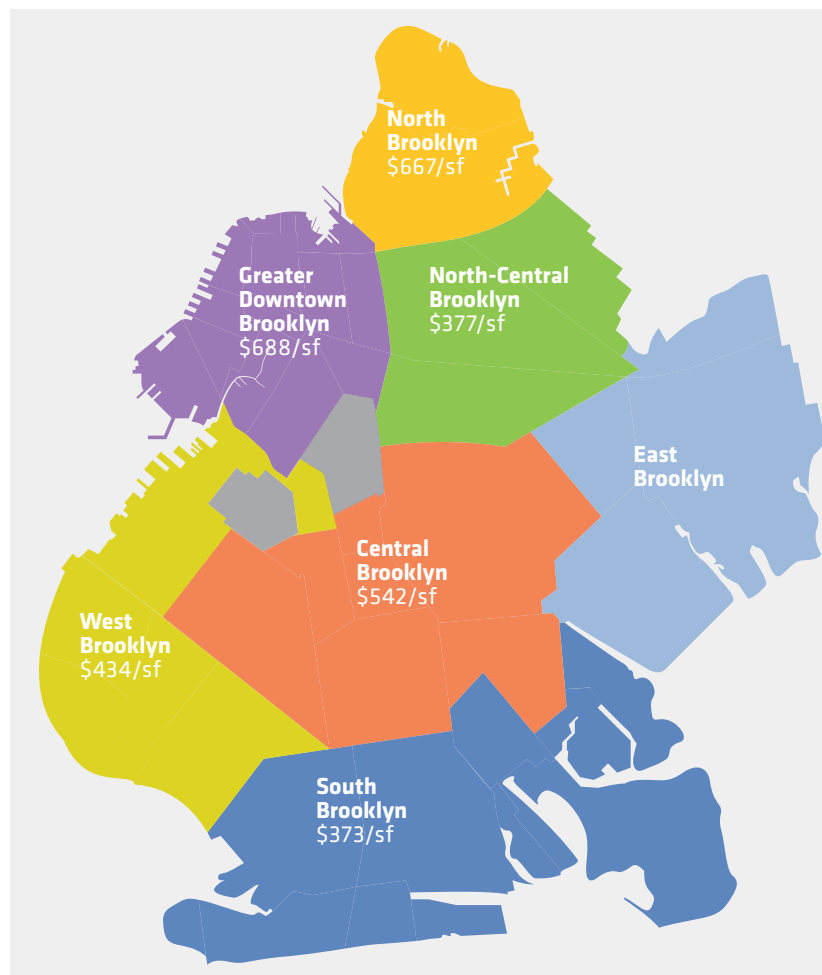 North
Brooklyn
$667/sf
Greater
Downtown
Brooklyn
$688/sf
North-Central
Brooklyn
$377/sf
East
Brooklyn
Central
Brooklyn
$542/sf
West
Brooklyn
$434/sf
South
Brooklyn
$373/sf